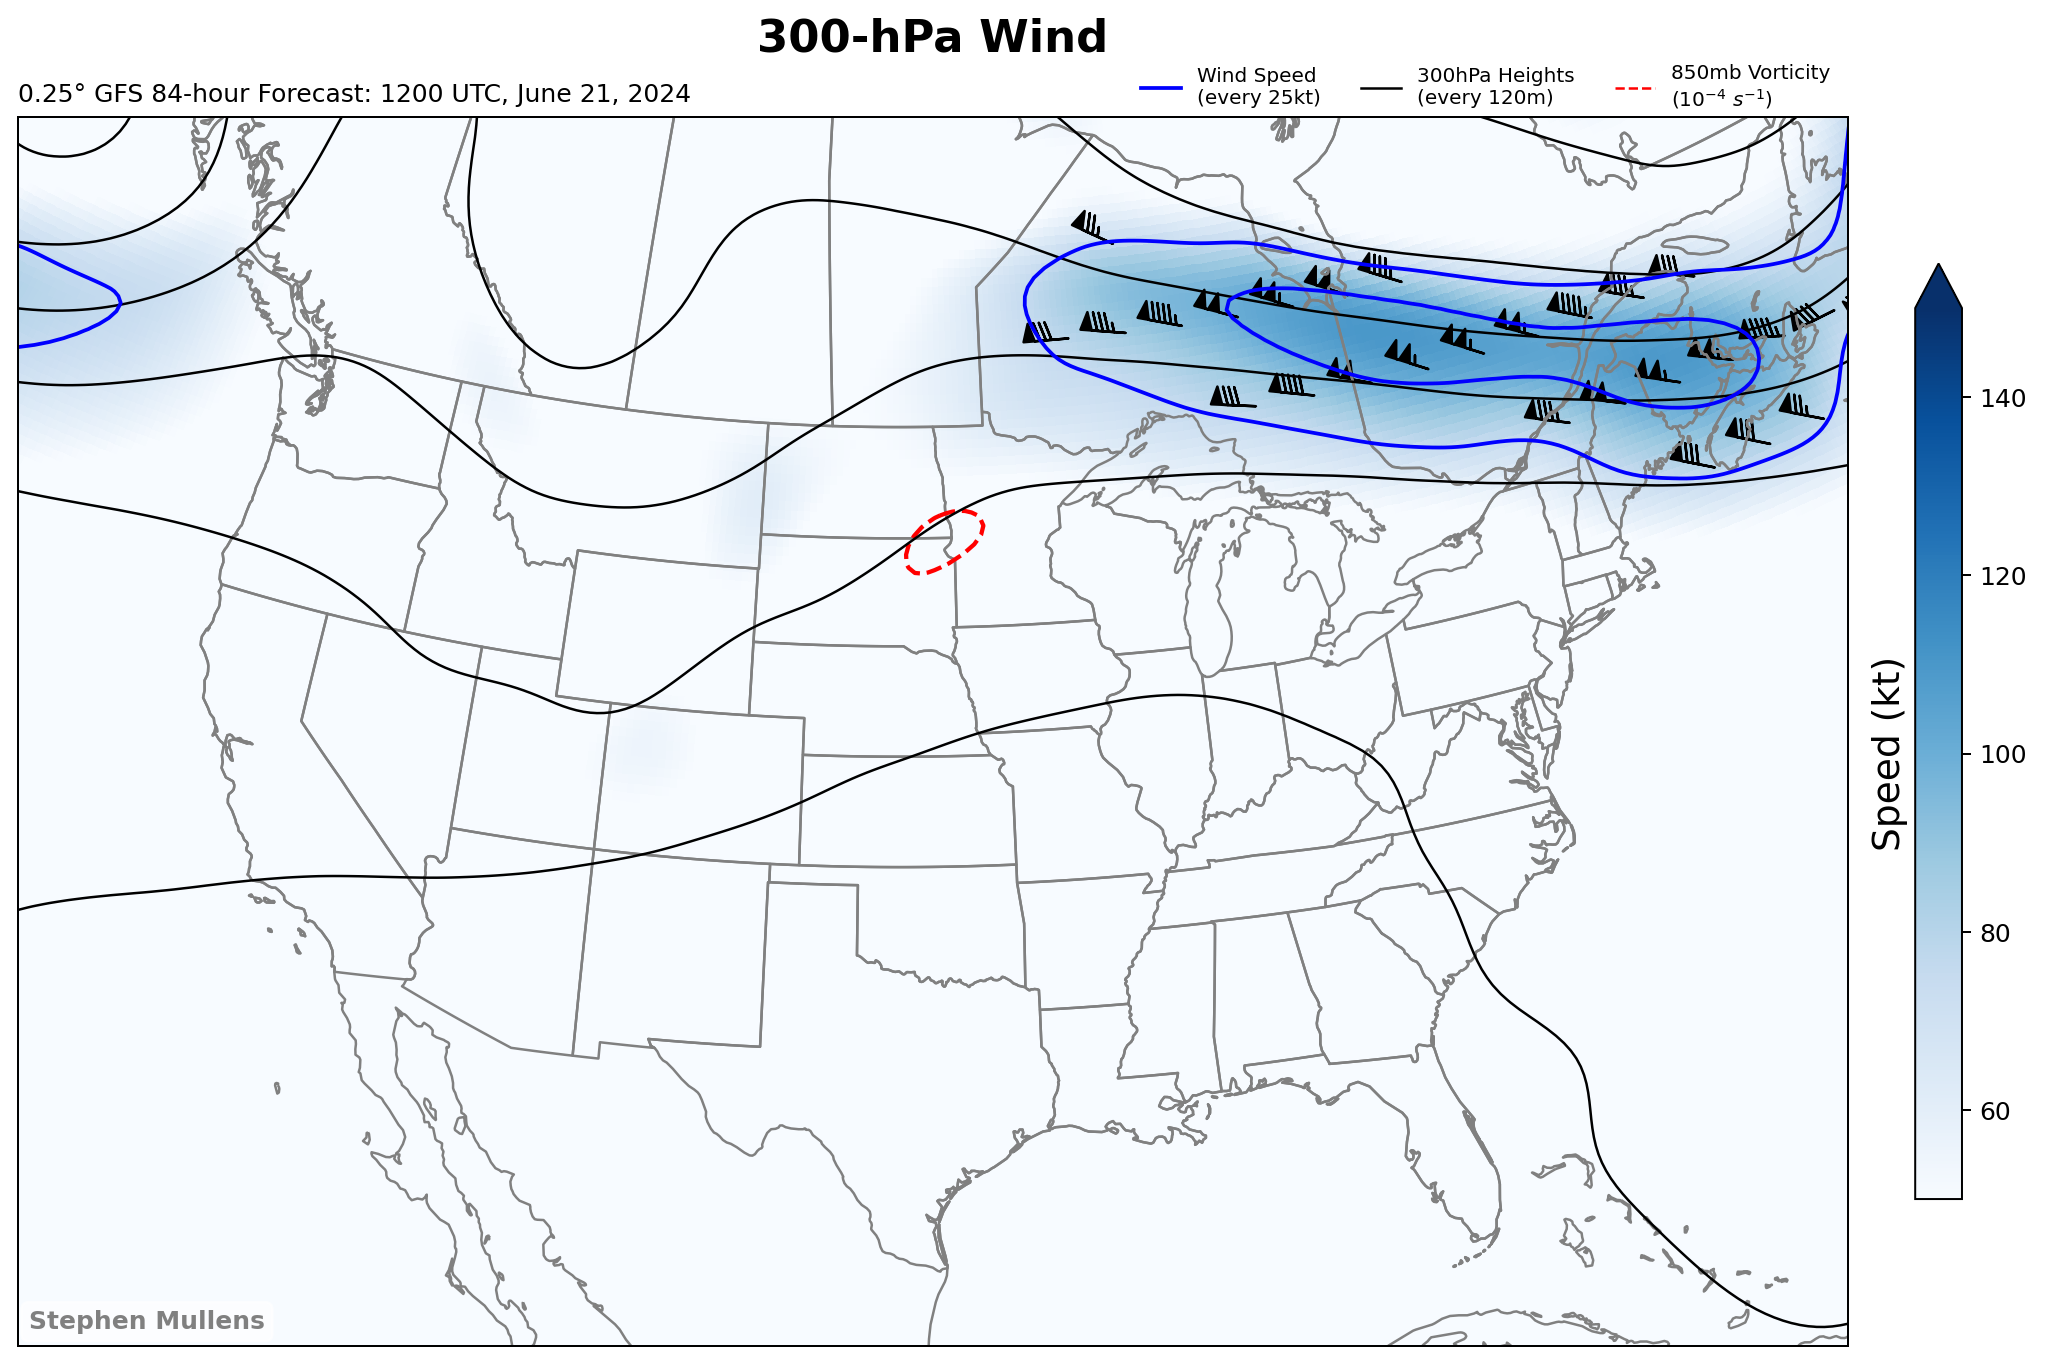 300-hPa Wind
0.25° GFS 84-hour Forecast: 1200 UTC, June 21, 2024
Wind Speed
(every 25kt)
300hPa Heights
(every 120m)
850mb Vorticity
(10⁻⁴ s⁻¹)
140
120
100
80
60
Speed (kt)
Stephen Mullens